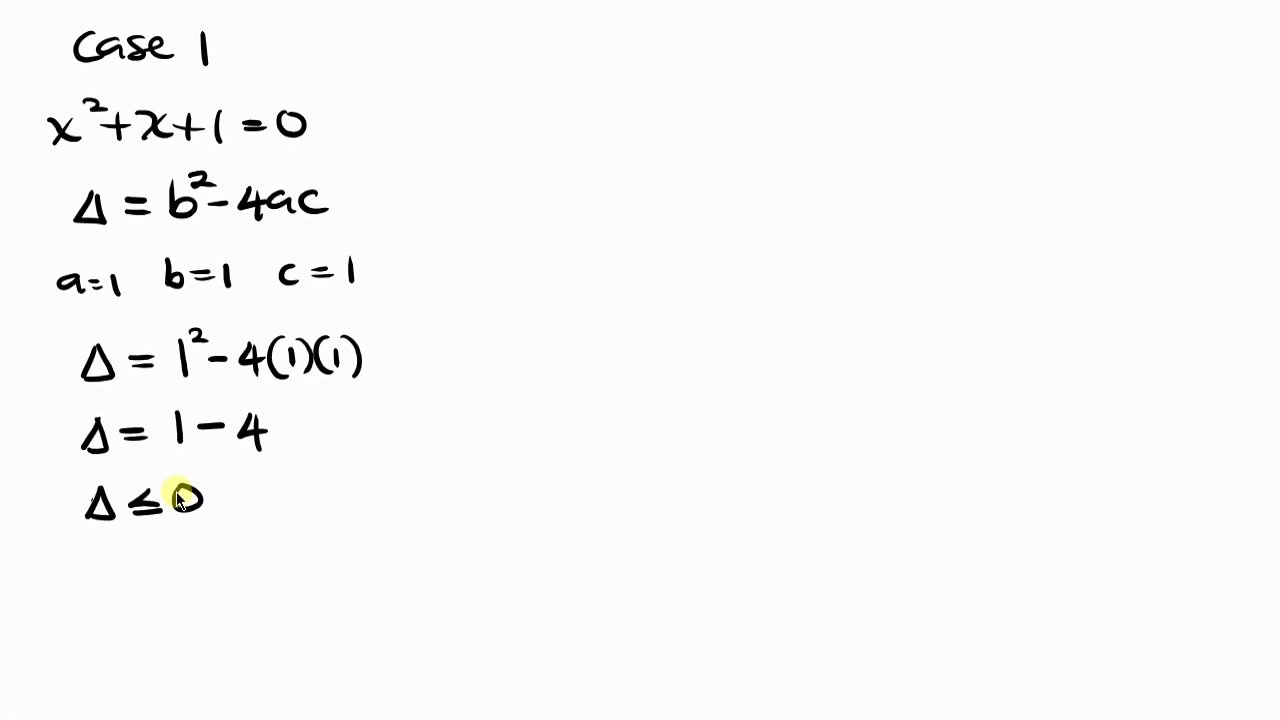 Case 1
x²+x+1=0
Δ = b²-4ac
a=1 b=1 c=1
Δ = 1²-4(1)(1)
Δ = 1-4
Δ ≤ 0